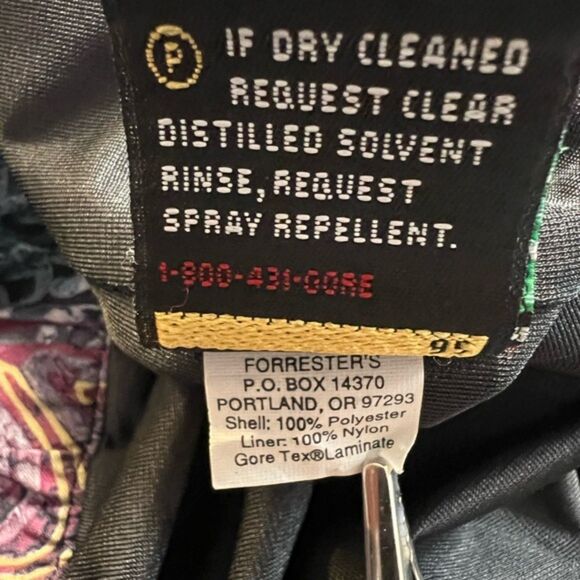 P IF DRY CLEANED
REQUEST CLEAR
DISTILLED SOLVENT
RINSE, REQUEST
SPRAY REPELLENT.
1-800-431-GORE
95
FORRESTER'S
P.O. BOX 14370
PORTLAND, OR 97293
Shell: 100% Polyester
Liner: 100% Nylon
Gore Tex®Laminate